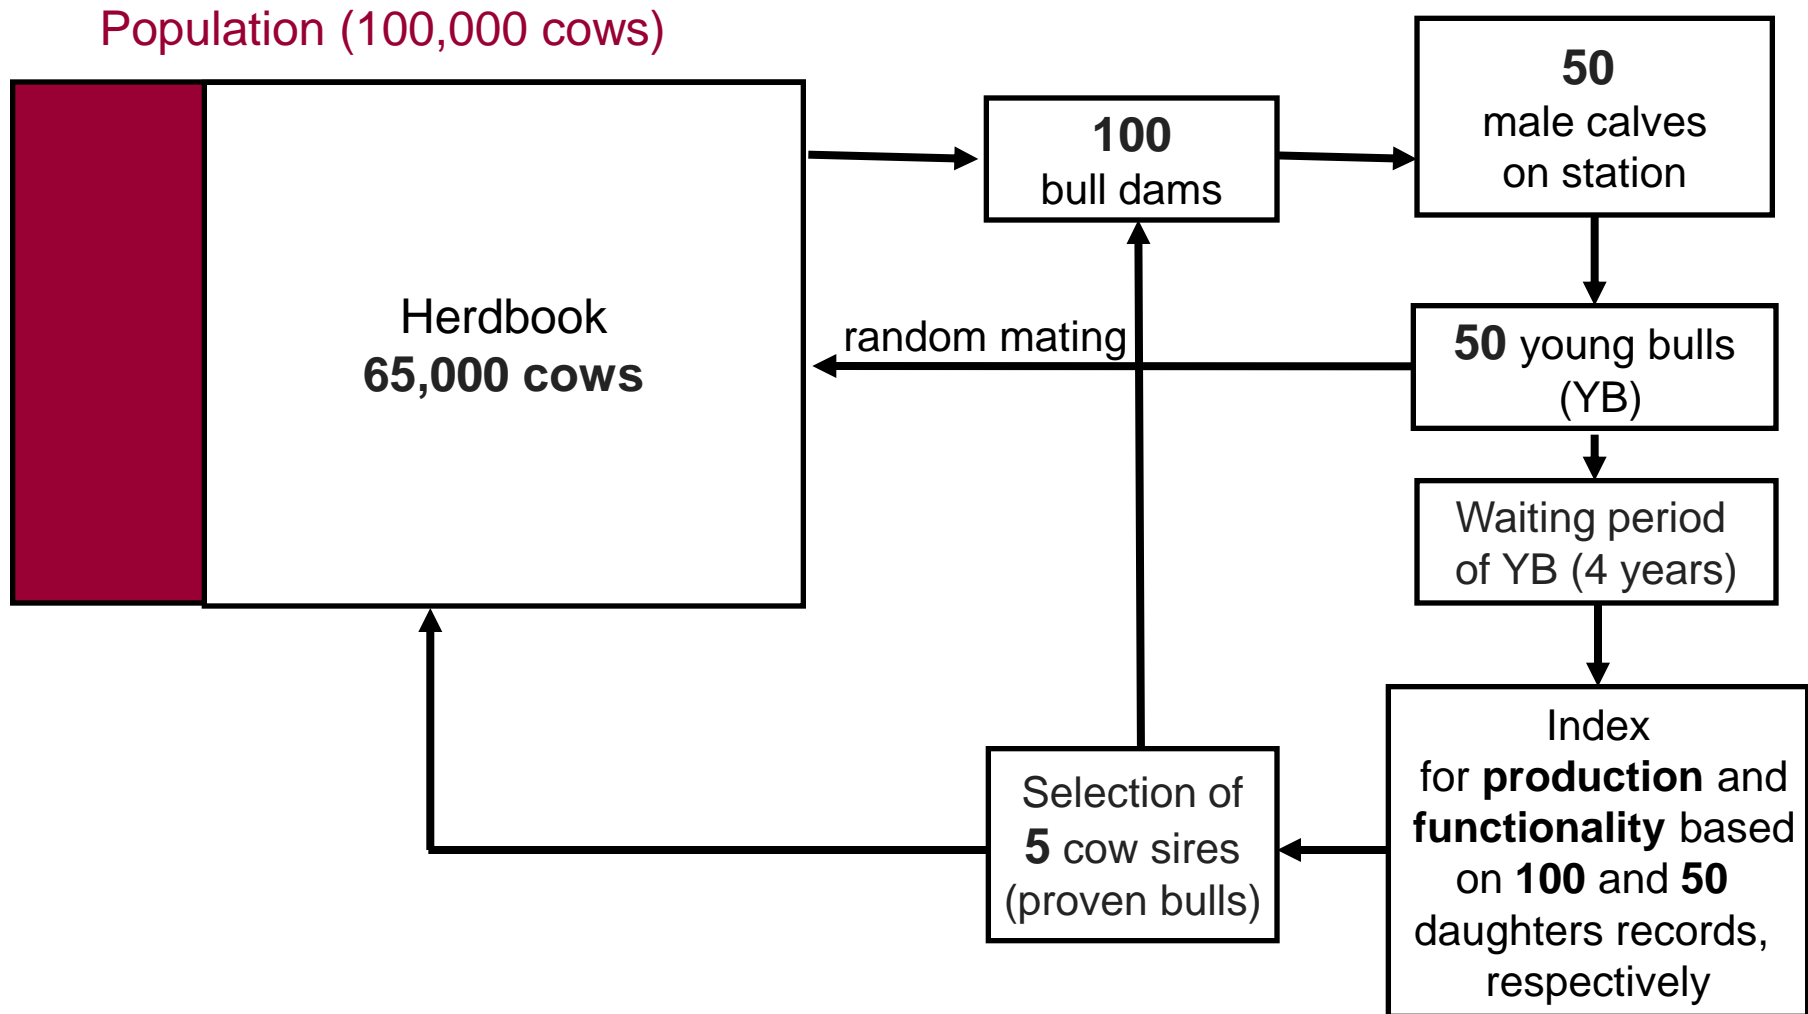 Population (100,000 cows)
Herdbook
65,000 cows
100
bull dams
50
male calves
on station
random mating
50 young bulls
(YB)
Waiting period
of YB (4 years)
Index
for production and
functionality based
on 100 and 50
daughters records,
respectively
Selection of
5 cow sires
(proven bulls)